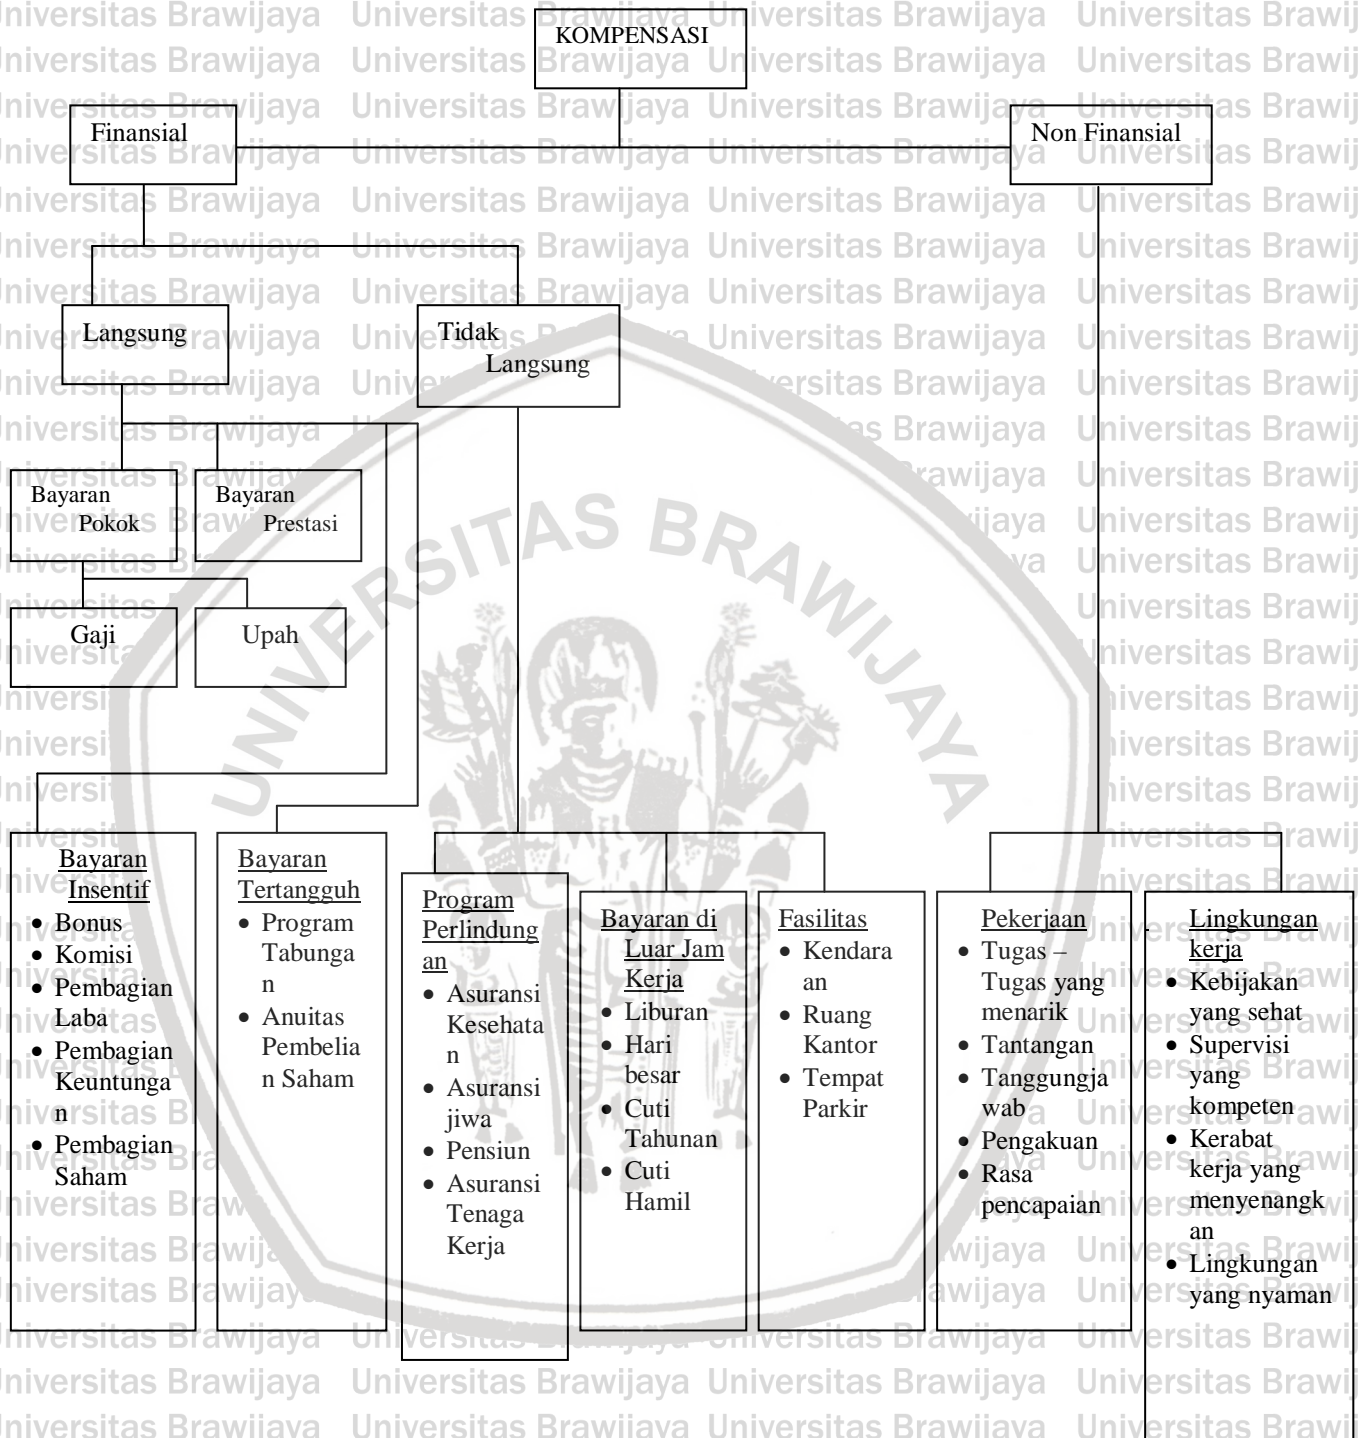 KOMPENSASI
Finansial
Non Finansial
Langsung
Tidak
Langsung
Bayaran
Pokok
Bayaran
Prestasi
Gaji
Upah
Bayaran
Insentif
• Bonus
• Komisi
• Pembagian
Laba
• Pembagian
Keuntunga
n
• Pembagian
Saham
Bayaran
Tertangguh
• Program
Tabunga
n
• Anuitas
Pembelia
n Saham
Program
Perlindung
an
• Asuransi
Kesehata
n
• Asuransi
jiwa
• Pensiun
• Asuransi
Tenaga
Kerja
Bayaran di
Luar Jam
Kerja
• Liburan
• Hari
besar
• Cuti
Tahunan
• Cuti
Hamil
Fasilitas
• Kendara
an
• Ruang
Kantor
• Tempat
Parkir
Pekerjaan
• Tugas –
Tugas yang
menarik
• Tantangan
• Tanggungja
wab
• Pengakuan
• Rasa
pencapaian
Lingkungan
kerja
• Kebijakan
yang sehat
• Supervisi
yang
kompeten
• Kerabat
kerja yang
menyenangk
an
• Lingkungan
yang nyaman
UNIVERSITAS BRAWIJAYA